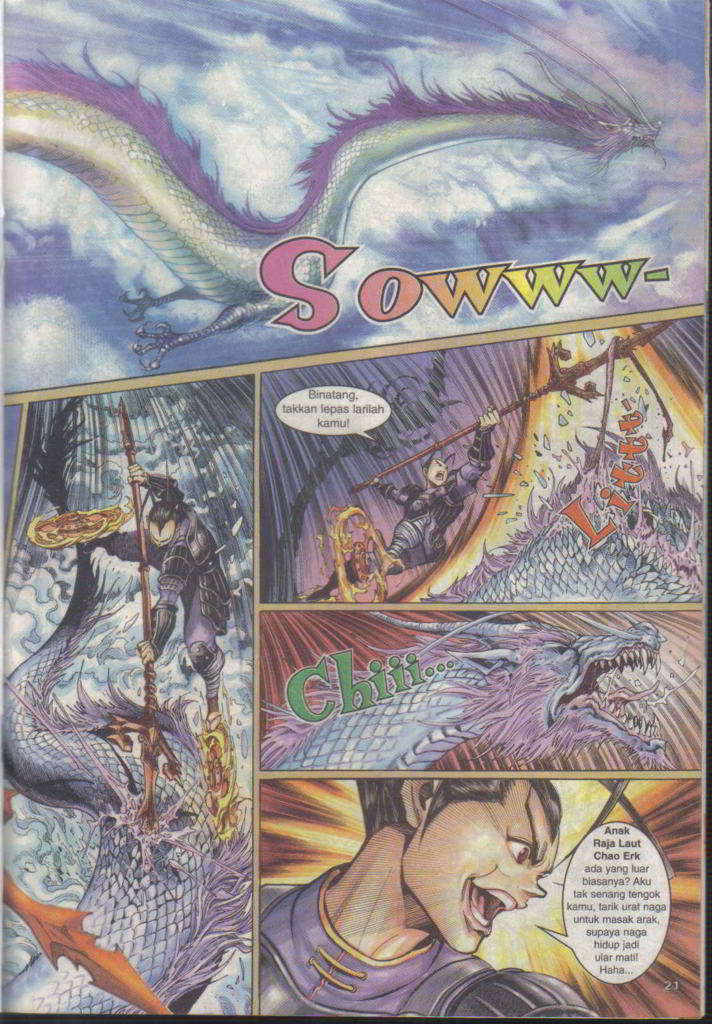 Sowww-
Binatang,
takkan lepas larilah
kamu!
Littt-
Chiii...
Anak
Raja Laut
Chao Erk
ada yang luar
biasanya? Aku
tak senang tengok
kamu, tarik urat naga
untuk masak arak,
supaya naga
hidup jadi
ular mati!
Haha...
21